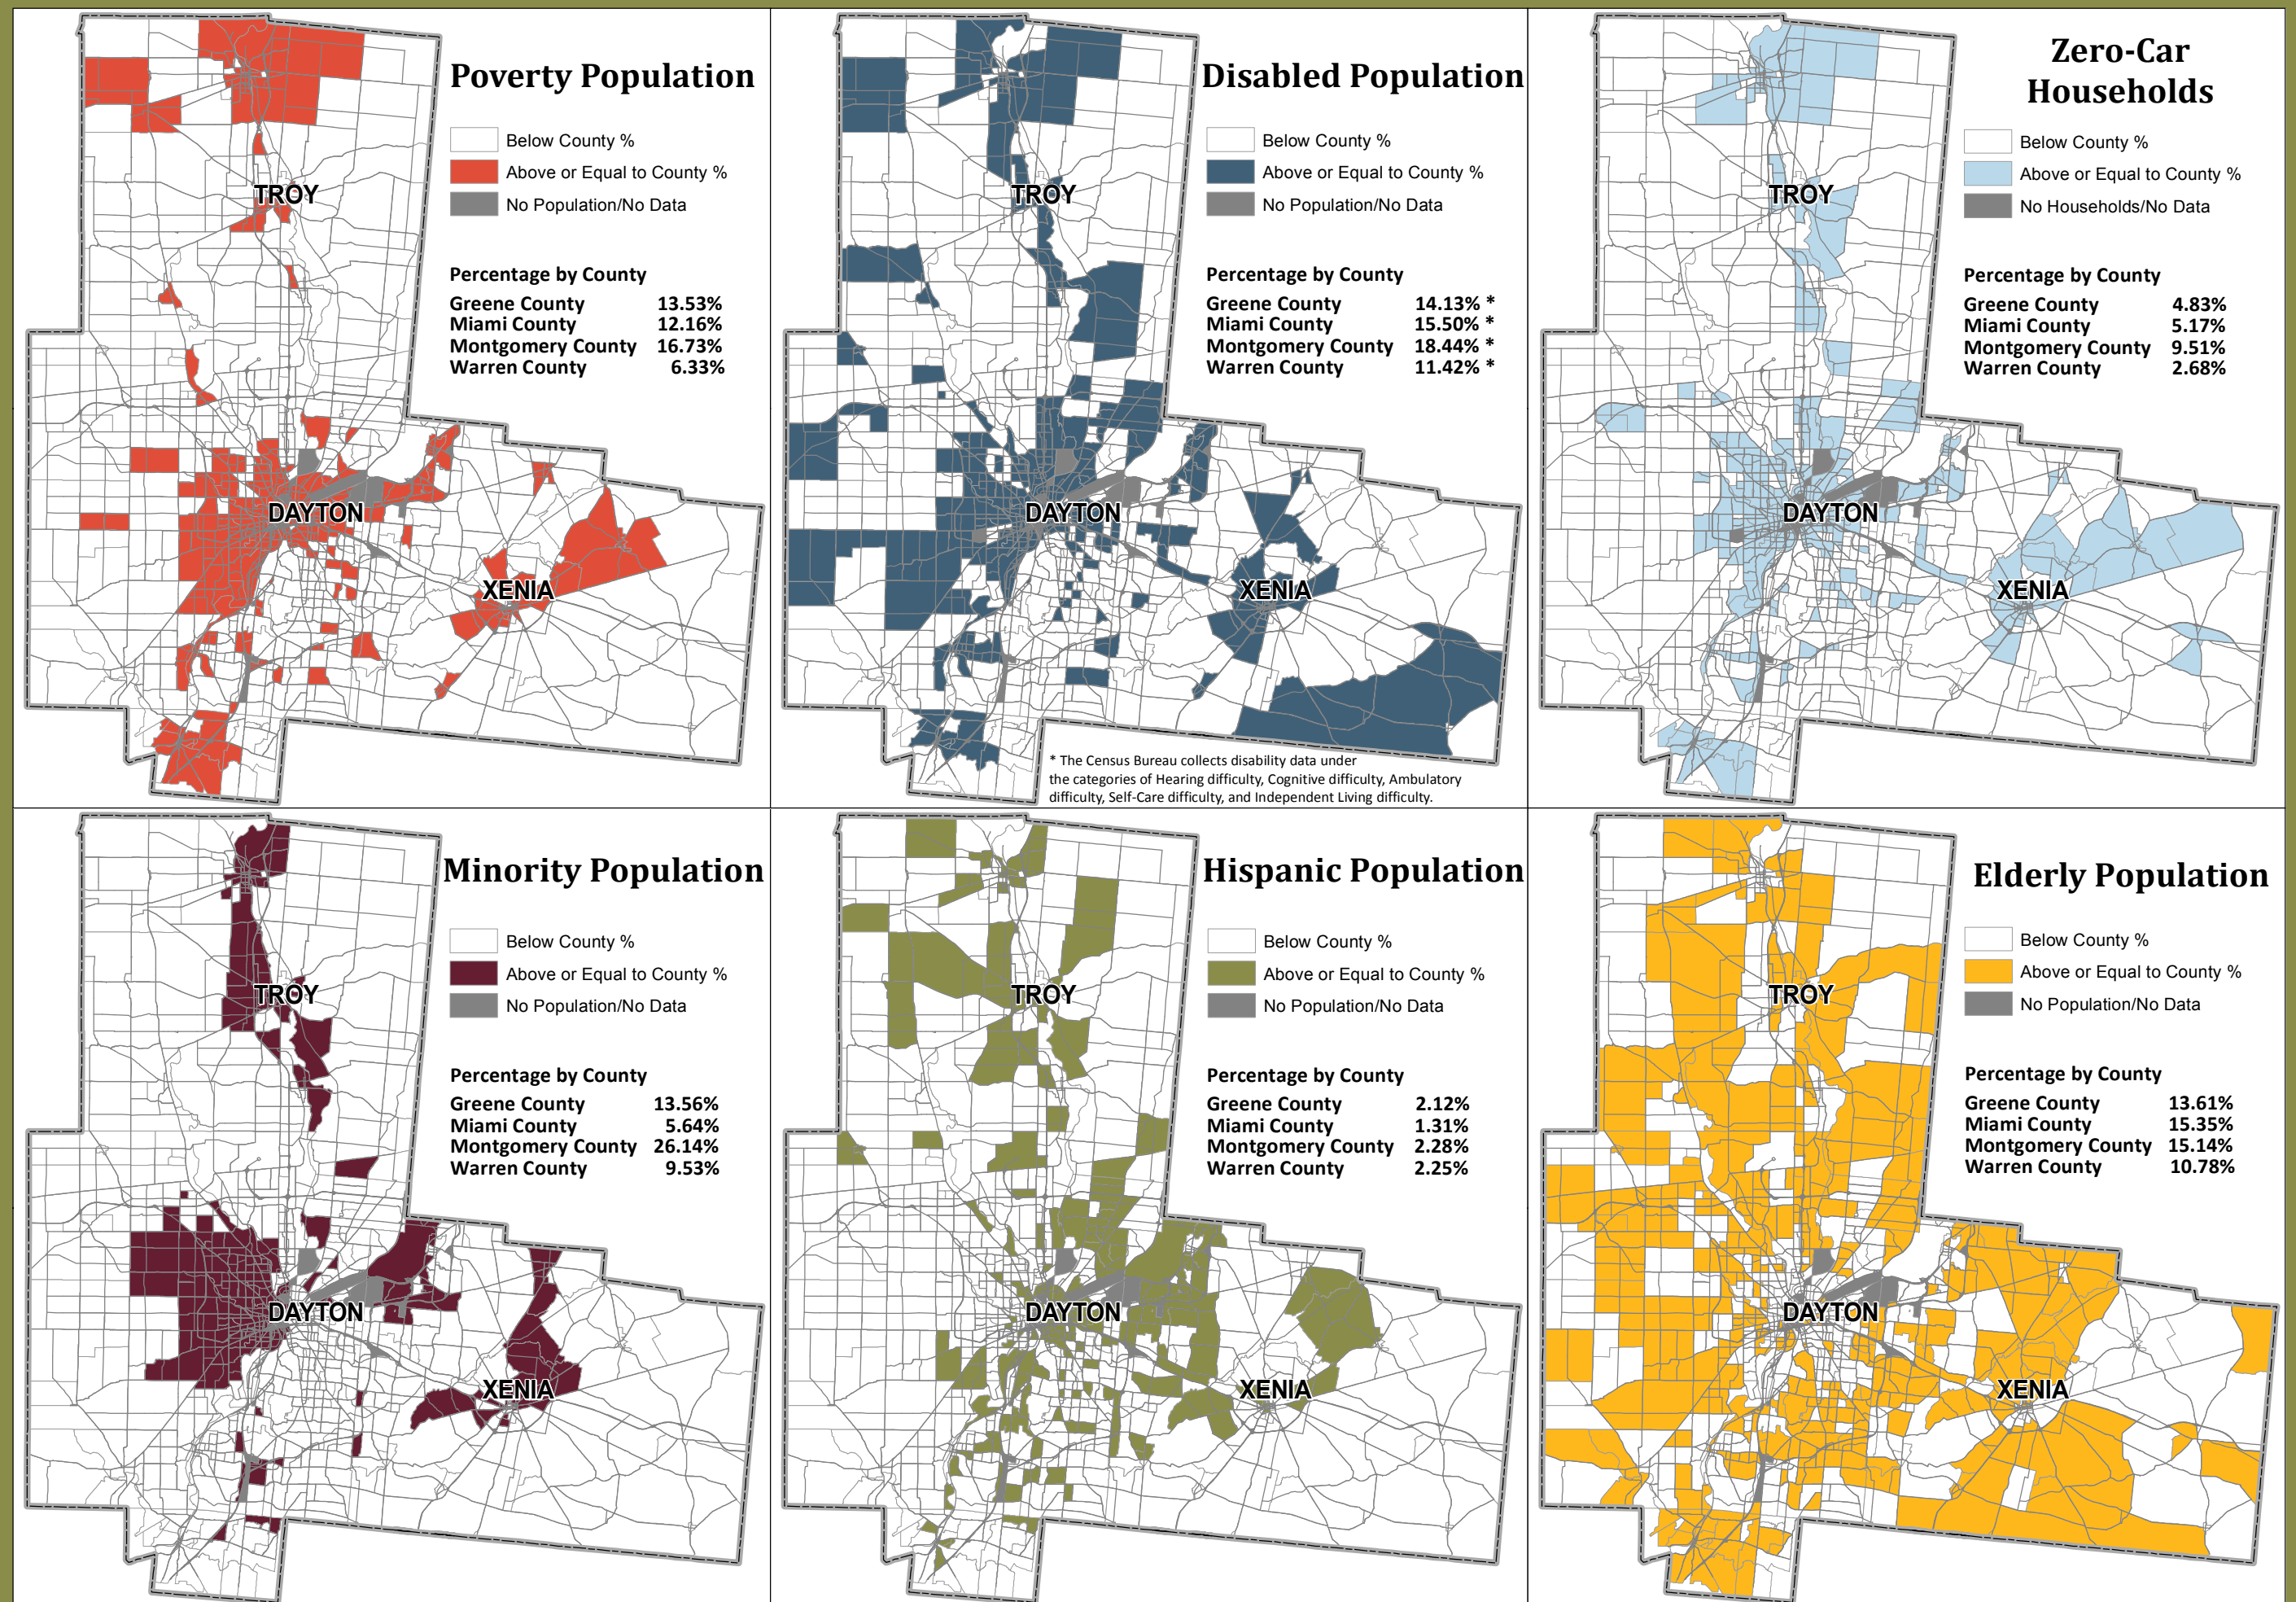 Poverty Population
Below County %
Above or Equal to County %
No Population/No Data
TROY
Percentage by County
Greene County 13.53%
Miami County 12.16%
Montgomery County 16.73%
Warren County 6.33%
DAYTON
XENIA
Disabled Population
Below County %
Above or Equal to County %
No Population/No Data
TROY
Percentage by County
Greene County 14.13% *
Miami County 15.50% *
Montgomery County 18.44% *
Warren County 11.42% *
DAYTON
XENIA
* The Census Bureau collects disability data under
the categories of Hearing difficulty, Cognitive difficulty, Ambulatory
difficulty, Self-Care difficulty, and Independent Living difficulty.
Zero-Car
Households
Below County %
Above or Equal to County %
No Households/No Data
TROY
Percentage by County
Greene County 4.83%
Miami County 5.17%
Montgomery County 9.51%
Warren County 2.68%
DAYTON
XENIA
Minority Population
Below County %
Above or Equal to County %
No Population/No Data
TROY
Percentage by County
Greene County 13.56%
Miami County 5.64%
Montgomery County 26.14%
Warren County 9.53%
DAYTON
XENIA
Hispanic Population
Below County %
Above or Equal to County %
No Population/No Data
TROY
Percentage by County
Greene County 2.12%
Miami County 1.31%
Montgomery County 2.28%
Warren County 2.25%
DAYTON
XENIA
Elderly Population
Below County %
Above or Equal to County %
No Population/No Data
TROY
Percentage by County
Greene County 13.61%
Miami County 15.35%
Montgomery County 15.14%
Warren County 10.78%
DAYTON
XENIA